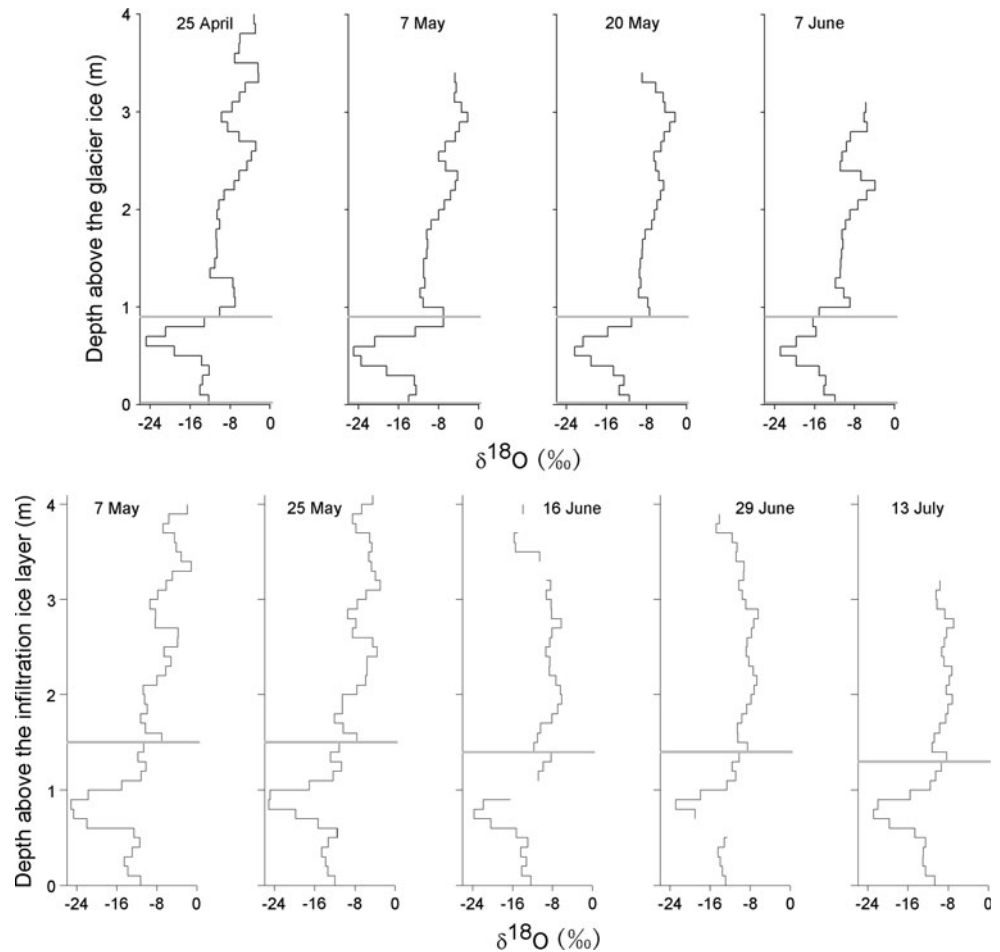 25 April
7 May
20 May
7 June
Depth above the glacier ice (m)
4
3
2
1
0
-24 -16 -8 0
-24 -16 -8 0
-24 -16 -8 0
-24 -16 -8 0
δ18O (‰)
7 May
25 May
16 June
29 June
13 July
Depth above the infiltration ice layer (m)
4
3
2
1
0
-24 -16 -8 0
-24 -16 -8 0
-24 -16 -8 0
-24 -16 -8 0
-24 -16 -8 0
δ18O (‰)